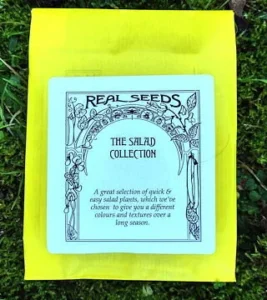 REAL SEEDS
THE SALAD
COLLECTION
A great selection of quick &
easy salad plants, which we've
chosen to give you a different
colours and textures over a
long season.